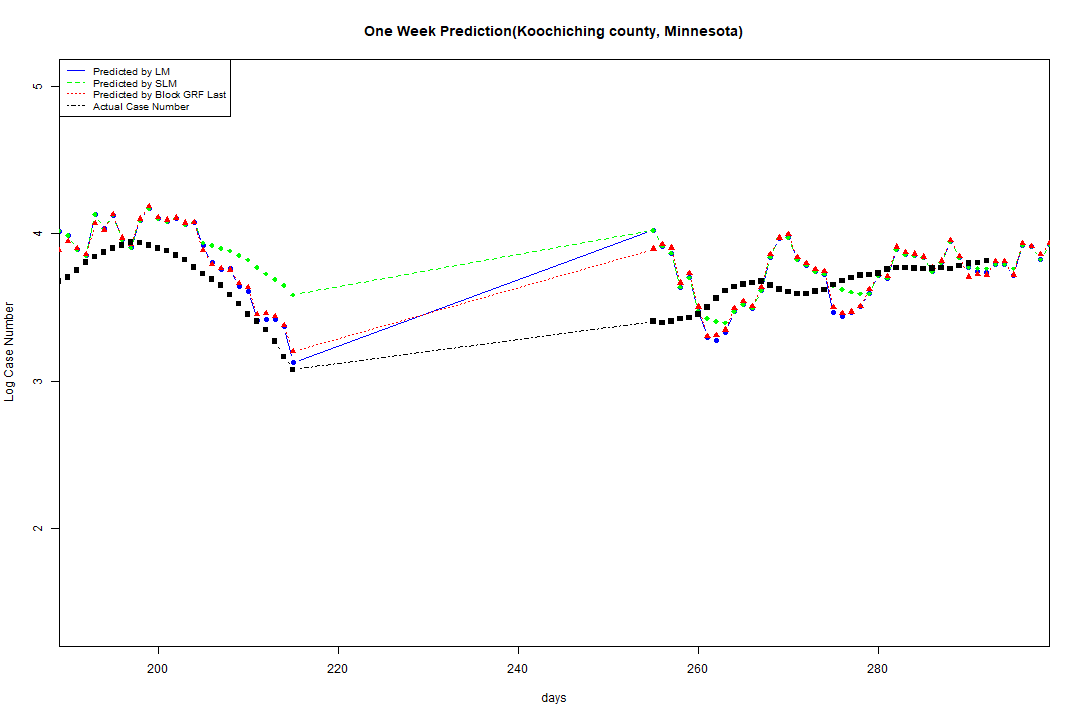 One Week Prediction(Koochiching county, Minnesota)
Predicted by LM
Predicted by SLM
Predicted by Block GRF Last
Actual Case Number
5
4
3
2
Log Case Number
200 220 240 260 280
days